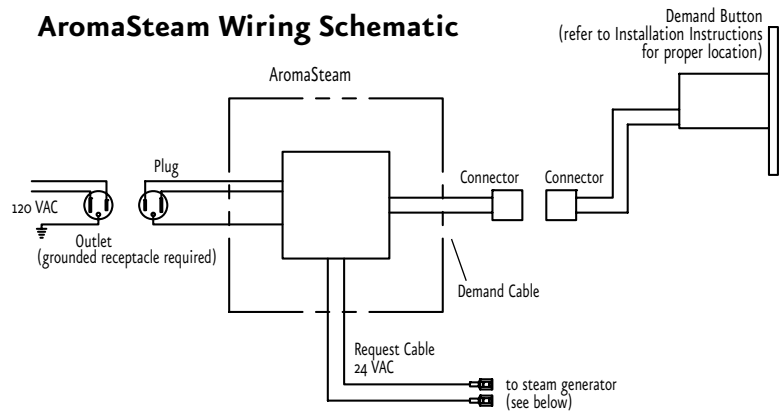 AromaSteam Wiring Schematic
Demand Button
(refer to Installation Instructions
for proper location)
AromaSteam
Plug
Connector
Connector
120 VAC
Outlet
(grounded receptacle required)
Demand Cable
Request Cable
24 VAC
to steam generator
(see below)